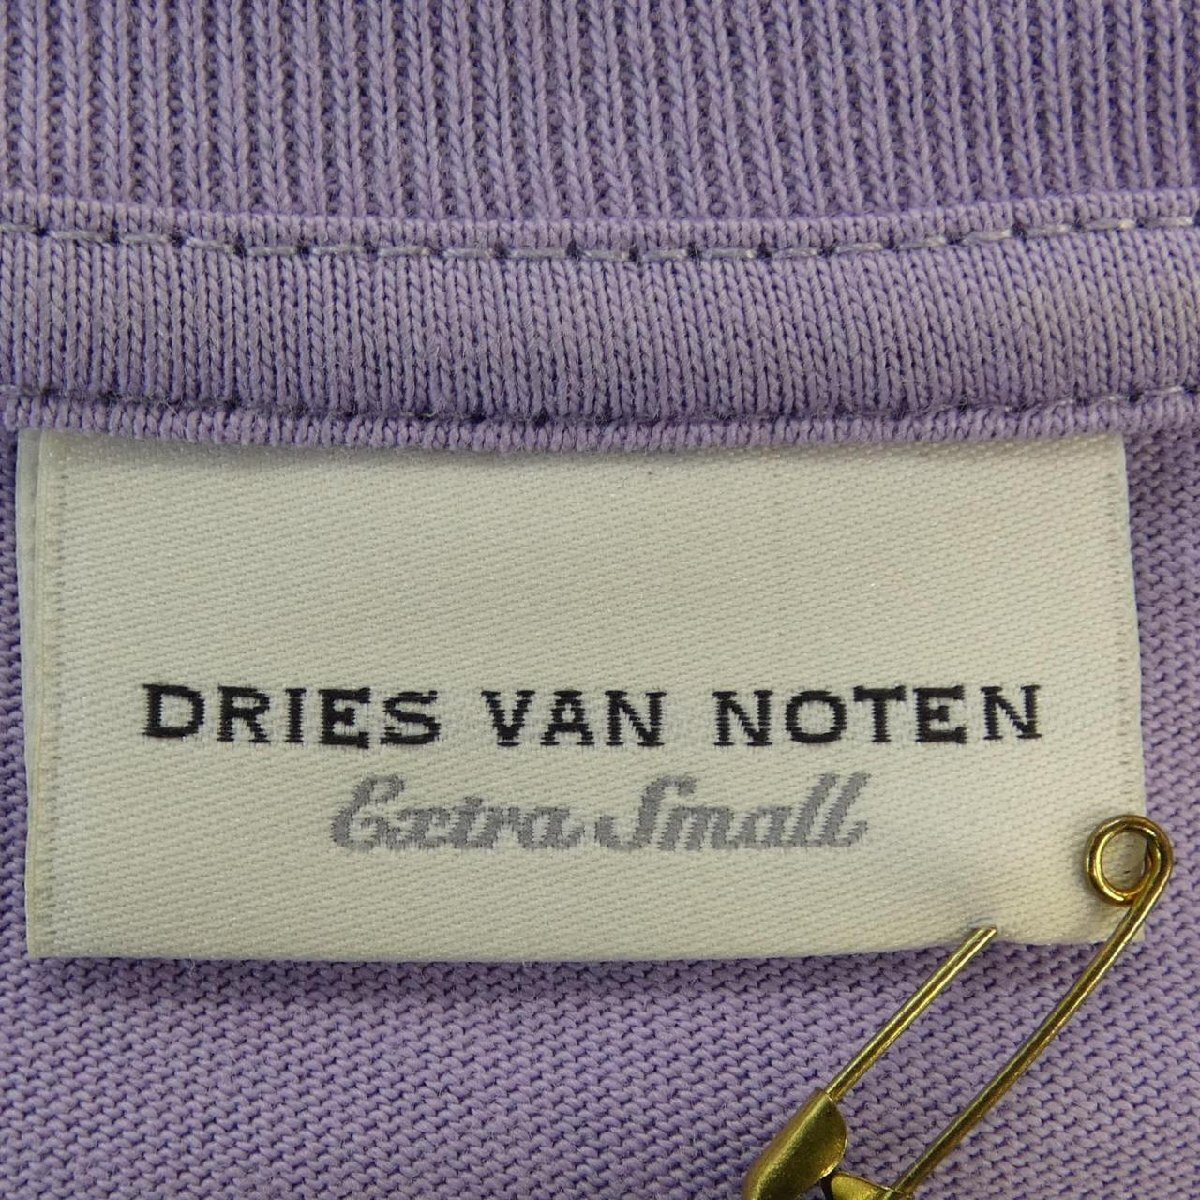 DRIES VAN NOTEN
Extra Small